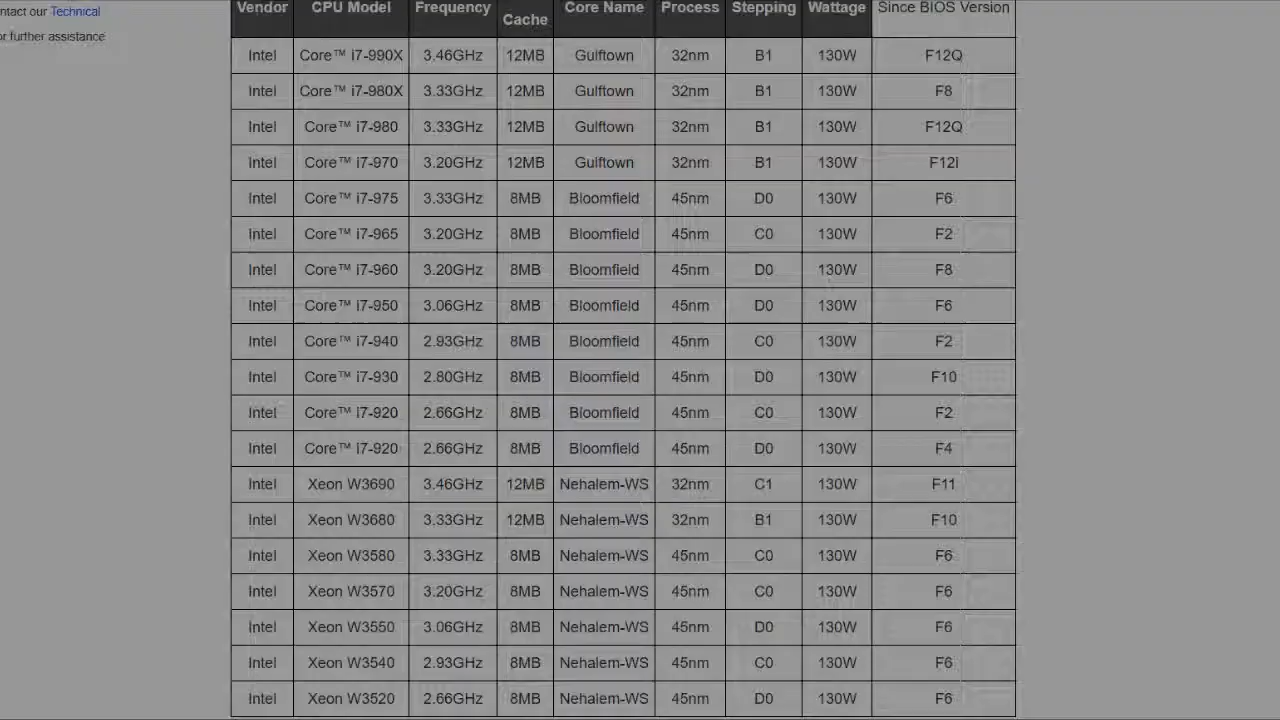 ntact our Technical
or further assistance
Vendor CPU Model Frequency Cache Core Name Process Stepping Wattage Since BIOS Version
Intel Core™ i7-990X 3.46GHz 12MB Gulftown 32nm B1 130W F12Q
Intel Core™ i7-980X 3.33GHz 12MB Gulftown 32nm B1 130W F8
Intel Core™ i7-980 3.33GHz 12MB Gulftown 32nm B1 130W F12Q
Intel Core™ i7-970 3.20GHz 12MB Gulftown 32nm B1 130W F12I
Intel Core™ i7-975 3.33GHz 8MB Bloomfield 45nm D0 130W F6
Intel Core™ i7-965 3.20GHz 8MB Bloomfield 45nm C0 130W F2
Intel Core™ i7-960 3.20GHz 8MB Bloomfield 45nm D0 130W F8
Intel Core™ i7-950 3.06GHz 8MB Bloomfield 45nm D0 130W F6
Intel Core™ i7-940 2.93GHz 8MB Bloomfield 45nm C0 130W F2
Intel Core™ i7-930 2.80GHz 8MB Bloomfield 45nm D0 130W F10
Intel Core™ i7-920 2.66GHz 8MB Bloomfield 45nm C0 130W F2
Intel Core™ i7-920 2.66GHz 8MB Bloomfield 45nm D0 130W F4
Intel Xeon W3690 3.46GHz 12MB Nehalem-WS 32nm C1 130W F11
Intel Xeon W3680 3.33GHz 12MB Nehalem-WS 32nm B1 130W F10
Intel Xeon W3580 3.33GHz 8MB Nehalem-WS 45nm C0 130W F6
Intel Xeon W3570 3.20GHz 8MB Nehalem-WS 45nm C0 130W F6
Intel Xeon W3550 3.06GHz 8MB Nehalem-WS 45nm D0 130W F6
Intel Xeon W3540 2.93GHz 8MB Nehalem-WS 45nm C0 130W F6
Intel Xeon W3520 2.66GHz 8MB Nehalem-WS 45nm D0 130W F6